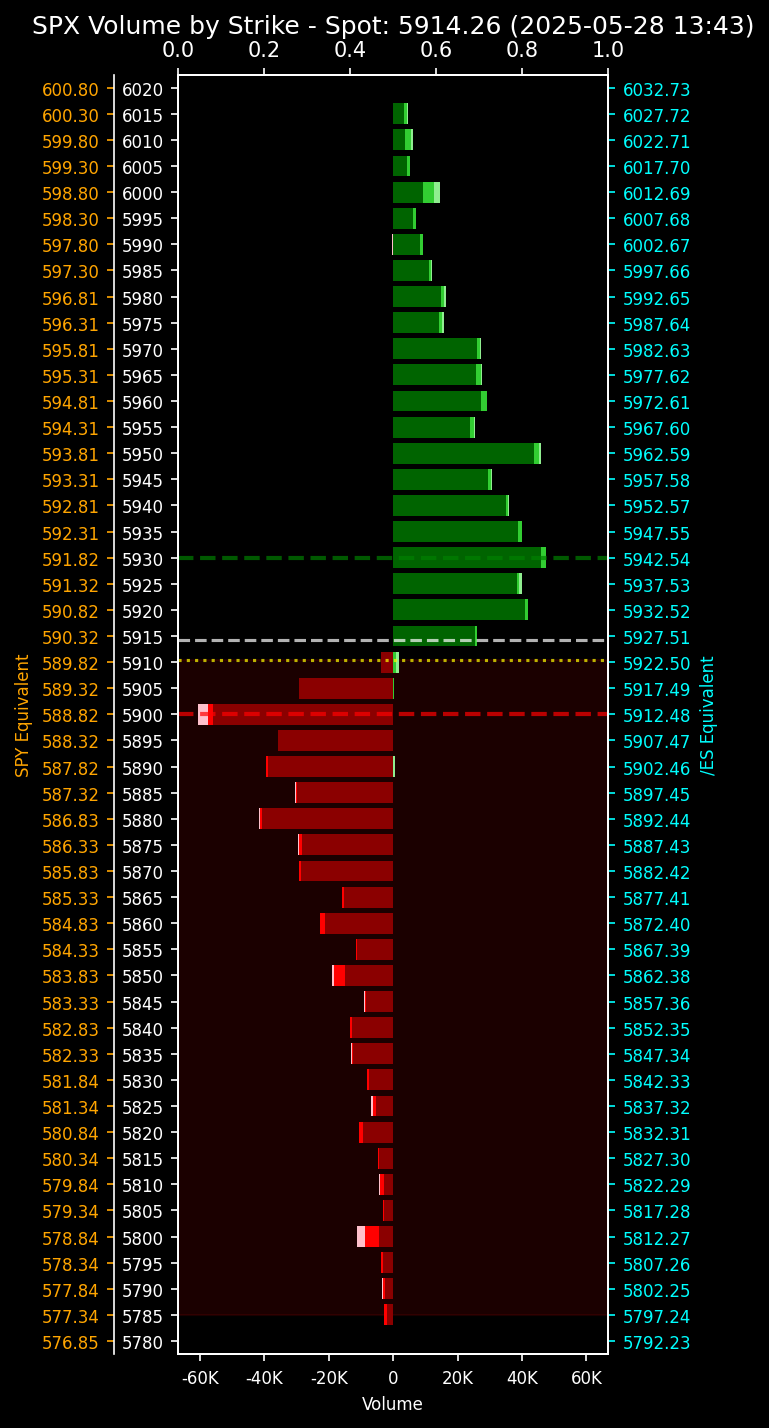 SPX Volume by Strike - Spot: 5914.26 (2025-05-28 13:43)
0.0 0.2 0.4 0.6 0.8 1.0
600.80 6020 6032.73
600.30 6015 6027.72
599.80 6010 6022.71
599.30 6005 6017.70
598.80 6000 6012.69
598.30 5995 6007.68
597.80 5990 6002.67
597.30 5985 5997.66
596.81 5980 5992.65
596.31 5975 5987.64
595.81 5970 5982.63
595.31 5965 5977.62
594.81 5960 5972.61
594.31 5955 5967.60
593.81 5950 5962.59
593.31 5945 5957.58
592.81 5940 5952.57
592.31 5935 5947.55
591.82 5930 5942.54
591.32 5925 5937.53
590.82 5920 5932.52
590.32 5915 5927.51
589.82 5910 5922.50
589.32 5905 5917.49
588.82 5900 5912.48
588.32 5895 5907.47
587.82 5890 5902.46
587.32 5885 5897.45
586.83 5880 5892.44
586.33 5875 5887.43
585.83 5870 5882.42
585.33 5865 5877.41
584.83 5860 5872.40
584.33 5855 5867.39
583.83 5850 5862.38
583.33 5845 5857.36
582.83 5840 5852.35
582.33 5835 5847.34
581.84 5830 5842.33
581.34 5825 5837.32
580.84 5820 5832.31
580.34 5815 5827.30
579.84 5810 5822.29
579.34 5805 5817.28
578.84 5800 5812.27
578.34 5795 5807.26
577.84 5790 5802.25
577.34 5785 5797.24
576.85 5780 5792.23
SPY Equivalent
/ES Equivalent
-60K -40K -20K 0 20K 40K 60K
Volume